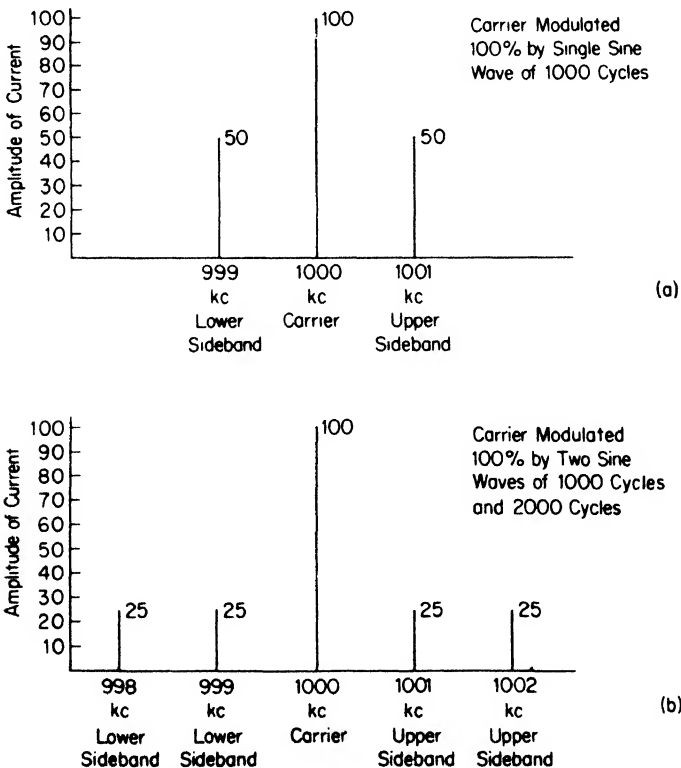 Amplitude of Current
100
90
80
70
60
50
40
30
20
10
100
50
50
Carrier Modulated
100% by Single Sine
Wave of 1000 Cycles
999 1000 1001
kc kc kc
Lower Carrier Upper
Sideband Sideband
(a)
Amplitude of Current
100
90
80
70
60
50
40
30
20
10
100
25 25 25 25
Carrier Modulated
100% by Two Sine
Waves of 1000 Cycles
and 2000 Cycles
998 999 1000 1001 1002
kc kc kc kc kc
Lower Lower Carrier Upper Upper
Sideband Sideband Sideband Sideband
(b)